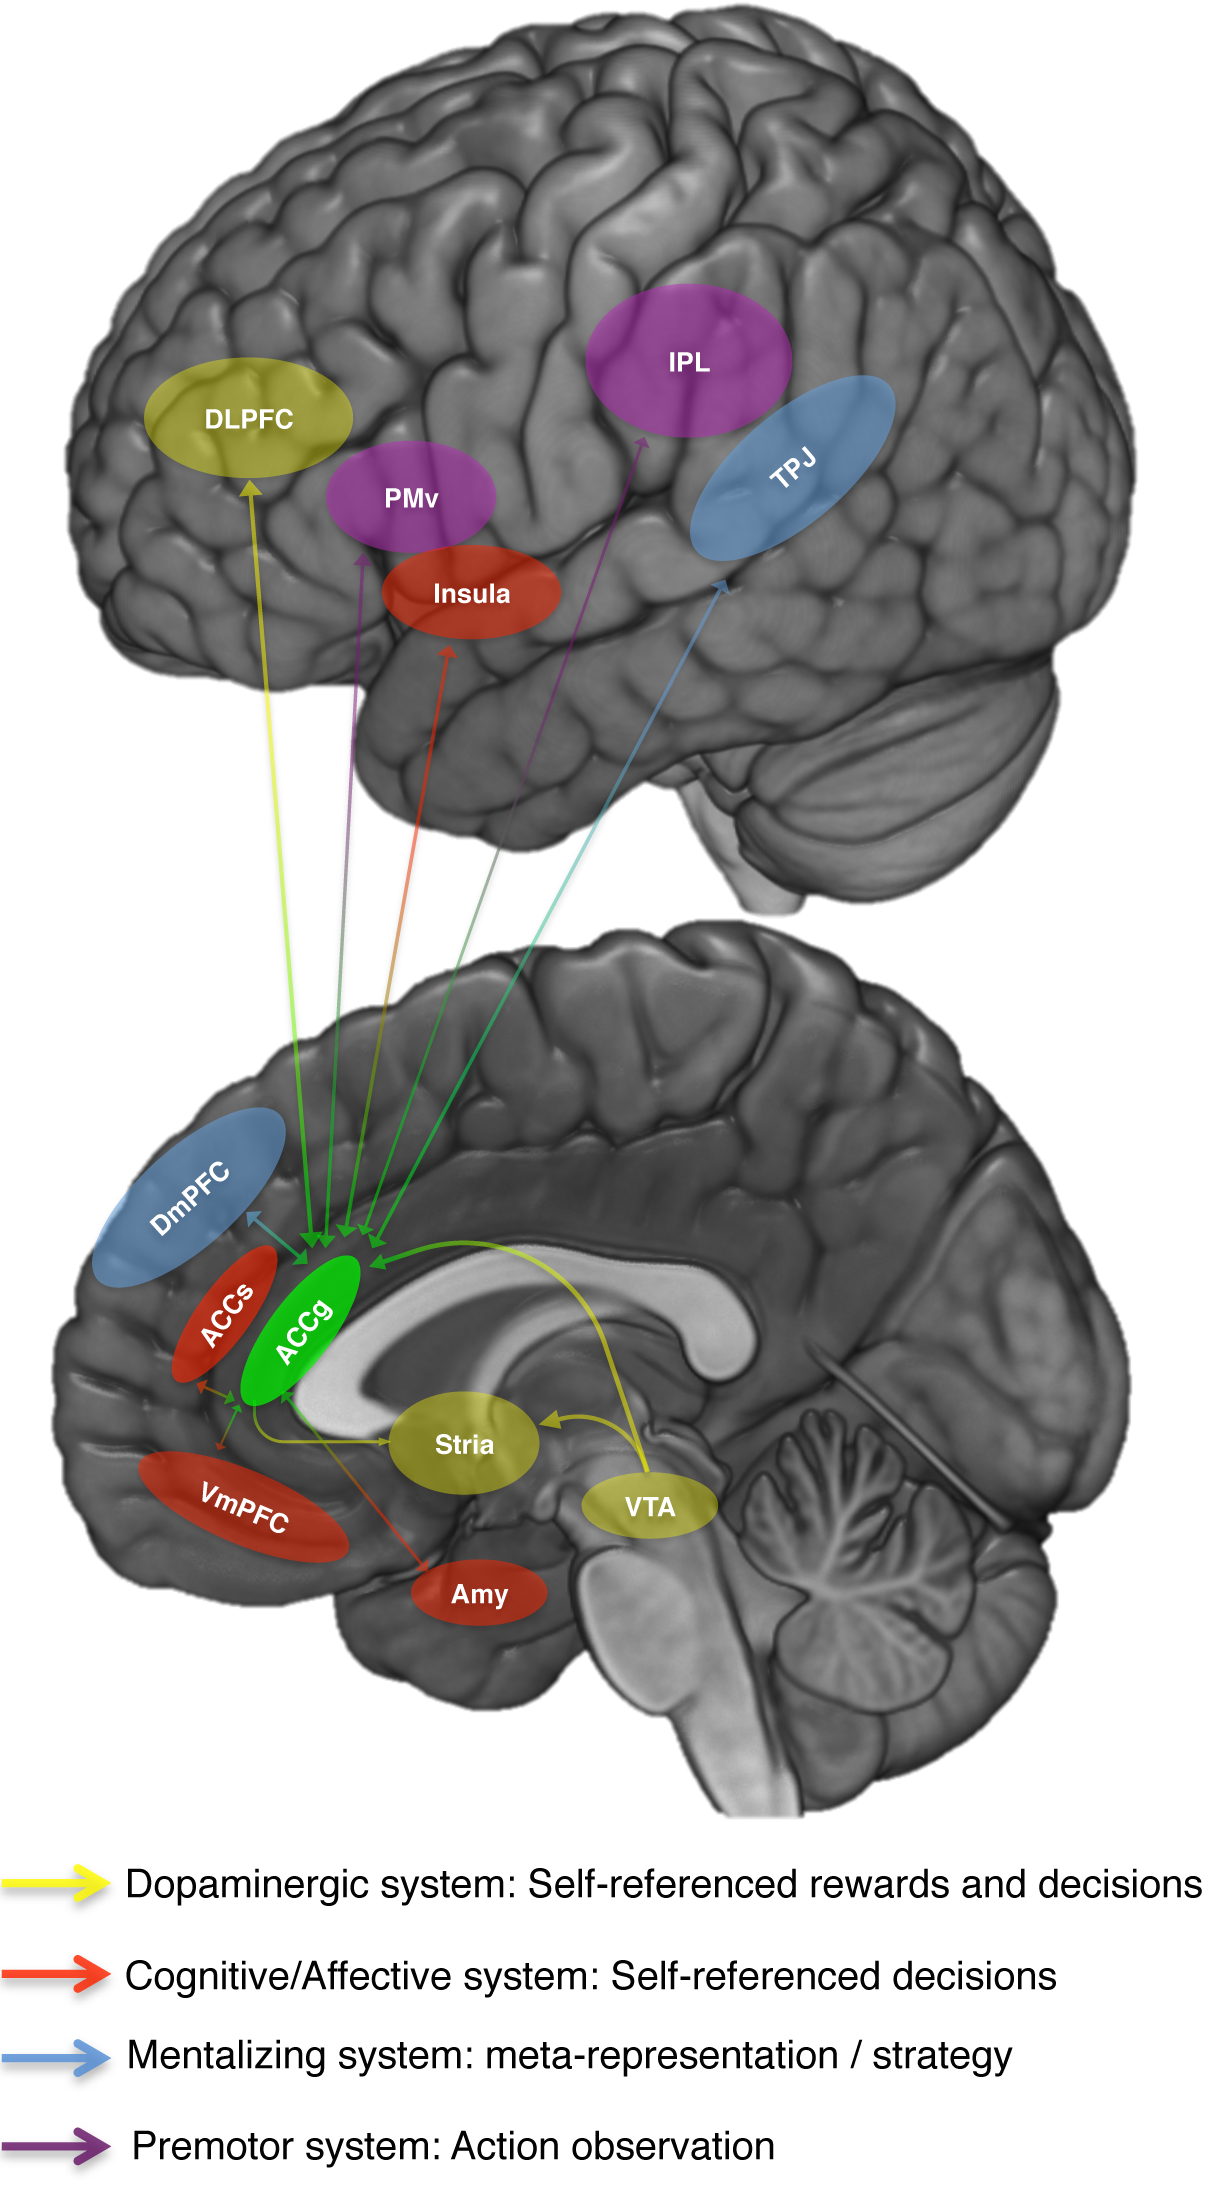 IPL
DLPFC
TPJ
PMv
Insula
DmPFC
ACCs
ACCg
Stria
VmPFC
VTA
Amy
Dopaminergic system: Self-referenced rewards and decisions
Cognitive/Affective system: Self-referenced decisions
Mentalizing system: meta-representation / strategy
Premotor system: Action observation